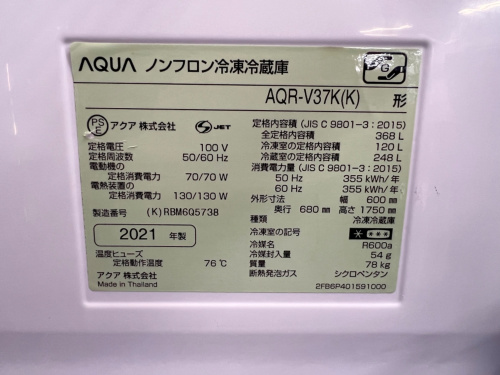 AQUA ノンフロン冷凍冷蔵庫
G
AQR-V37K(K) 形
PS E アクア 株式会社 S JET
定格電圧 100 V
定格周波数 50/60 Hz
電動機の
定格消費電力 70/70 W
電熱装置の
定格消費電力 130/130 W
製造番号 (K)RBM6Q5738
2021 年製
温度ヒューズ
定格動作温度 76℃
アクア 株式会社
Made in Thailand
定格内容積 (JIS C 9801-3:2015)
全定格内容積 368 L
冷凍室の定格内容積 120 L
冷蔵室の定格内容積 248 L
消費電力量 (JIS C 9801-3:2015)
50 Hz 355 kWh/年
60 Hz 355 kWh/年
外形寸法 幅 600 mm
奥行 680 mm 高さ 1750 mm
種類 冷凍冷蔵庫
冷凍室の記号
冷媒名 R600a
冷媒封入量 54 g
質量 78 kg
断熱発泡ガス シクロペンタン
2FB6P401591000